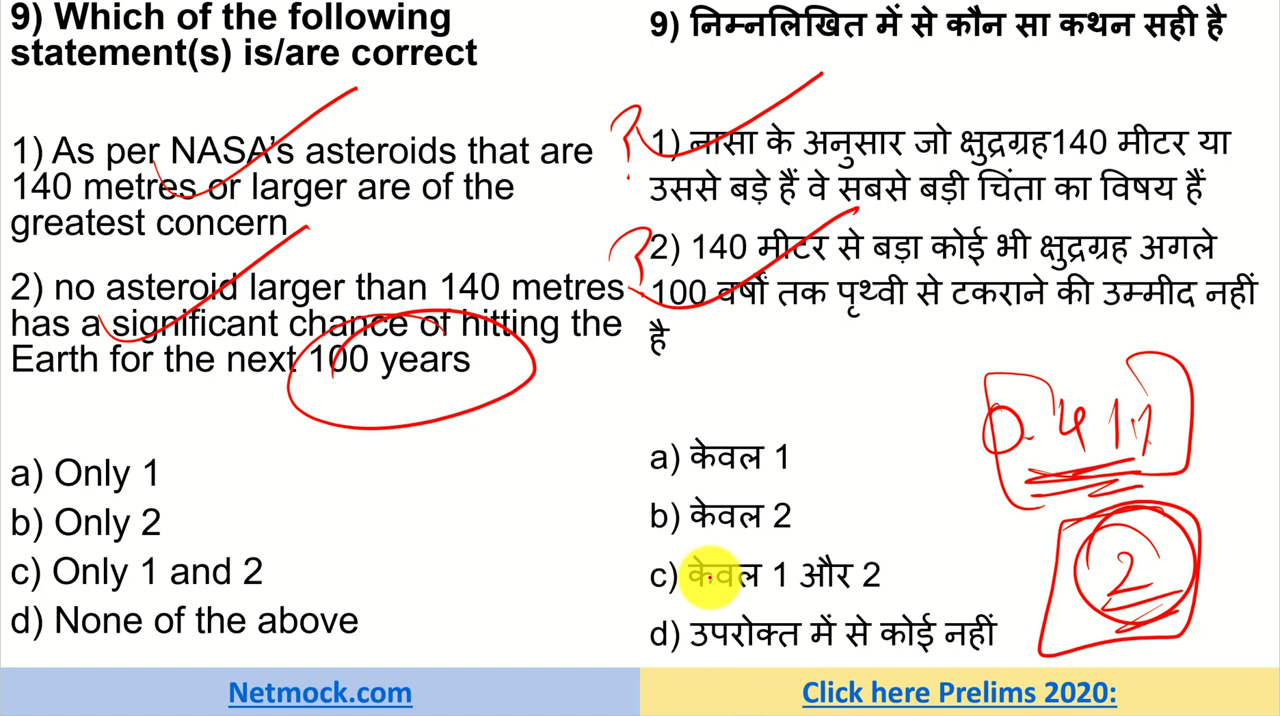 9) Which of the following
statement(s) is/are correct
1) As per NASA's asteroids that are
140 metres or larger are of the
greatest concern
2) no asteroid larger than 140 metres
has a significant chance of hitting the
Earth for the next 100 years
a) Only 1
b) Only 2
c) Only 1 and 2
d) None of the above
Netmock.com
9) निम्नलिखित में से कौन सा कथन सही है
? 1) नासा के अनुसार जो क्षुद्रग्रह140 मीटर या
उससे बड़े हैं वे सबसे बड़ी चिंता का विषय हैं
? 2) 140 मीटर से बड़ा कोई भी क्षुद्रग्रह अगले
100 वर्षों तक पृथ्वी से टकराने की उम्मीद नहीं
है
a) केवल 1
b) केवल 2
c) केवल 1 और 2
d) उपरोक्त में से कोई नहीं
2
Click here Prelims 2020: